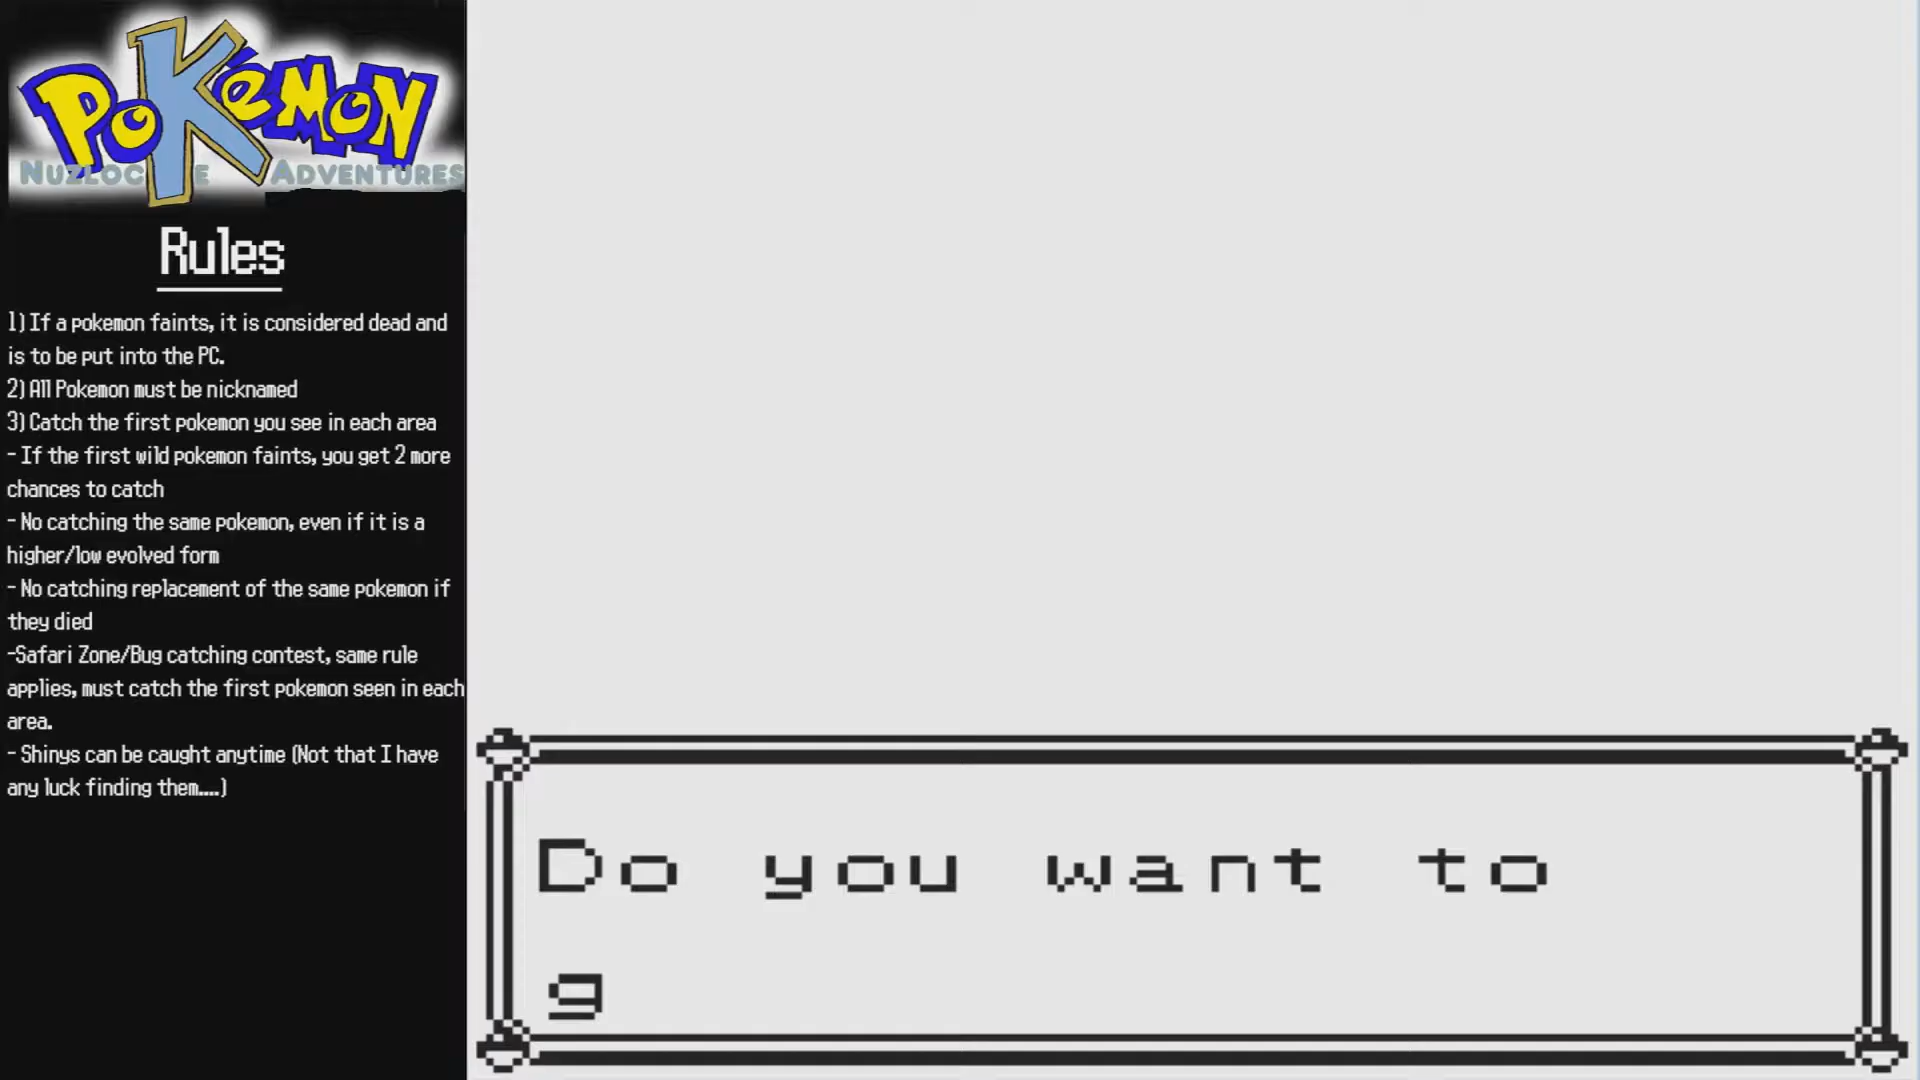 POKéMON
NUZLOCKE ADVENTURES
Rules
1) If a pokemon faints, it is considered dead and
is to be put into the PC.
2) All Pokemon must be nicknamed
3) Catch the first pokemon you see in each area
- If the first wild pokemon faints, you get 2 more
chances to catch
- No catching the same pokemon, even if it is a
higher/low evolved form
- No catching replacement of the same pokemon if
they died
-Safari Zone/Bug catching contest, same rule
applies, must catch the first pokemon seen in each
area.
- Shinys can be caught anytime (Not that I have
any luck finding them....)
Do you want to
g